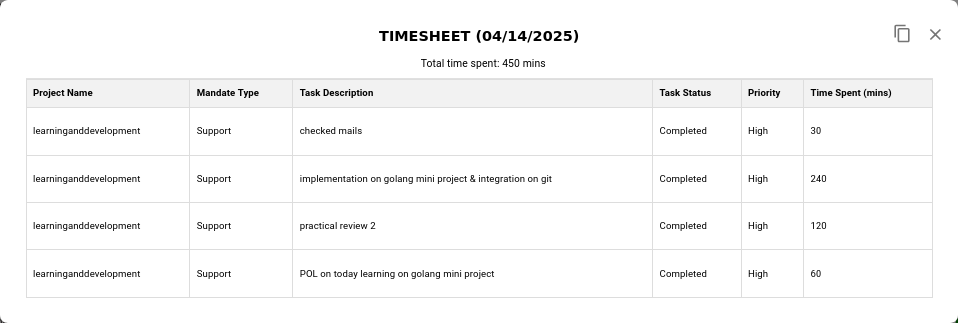 TIMESHEET (04/14/2025)
Total time spent: 450 mins
Project Name Mandate Type Task Description Task Status Priority Time Spent (mins)
learninganddevelopment Support checked mails Completed High 30
learninganddevelopment Support implementation on golang mini project & integration on git Completed High 240
learninganddevelopment Support practical review 2 Completed High 120
learninganddevelopment Support POL on today learning on golang mini project Completed High 60